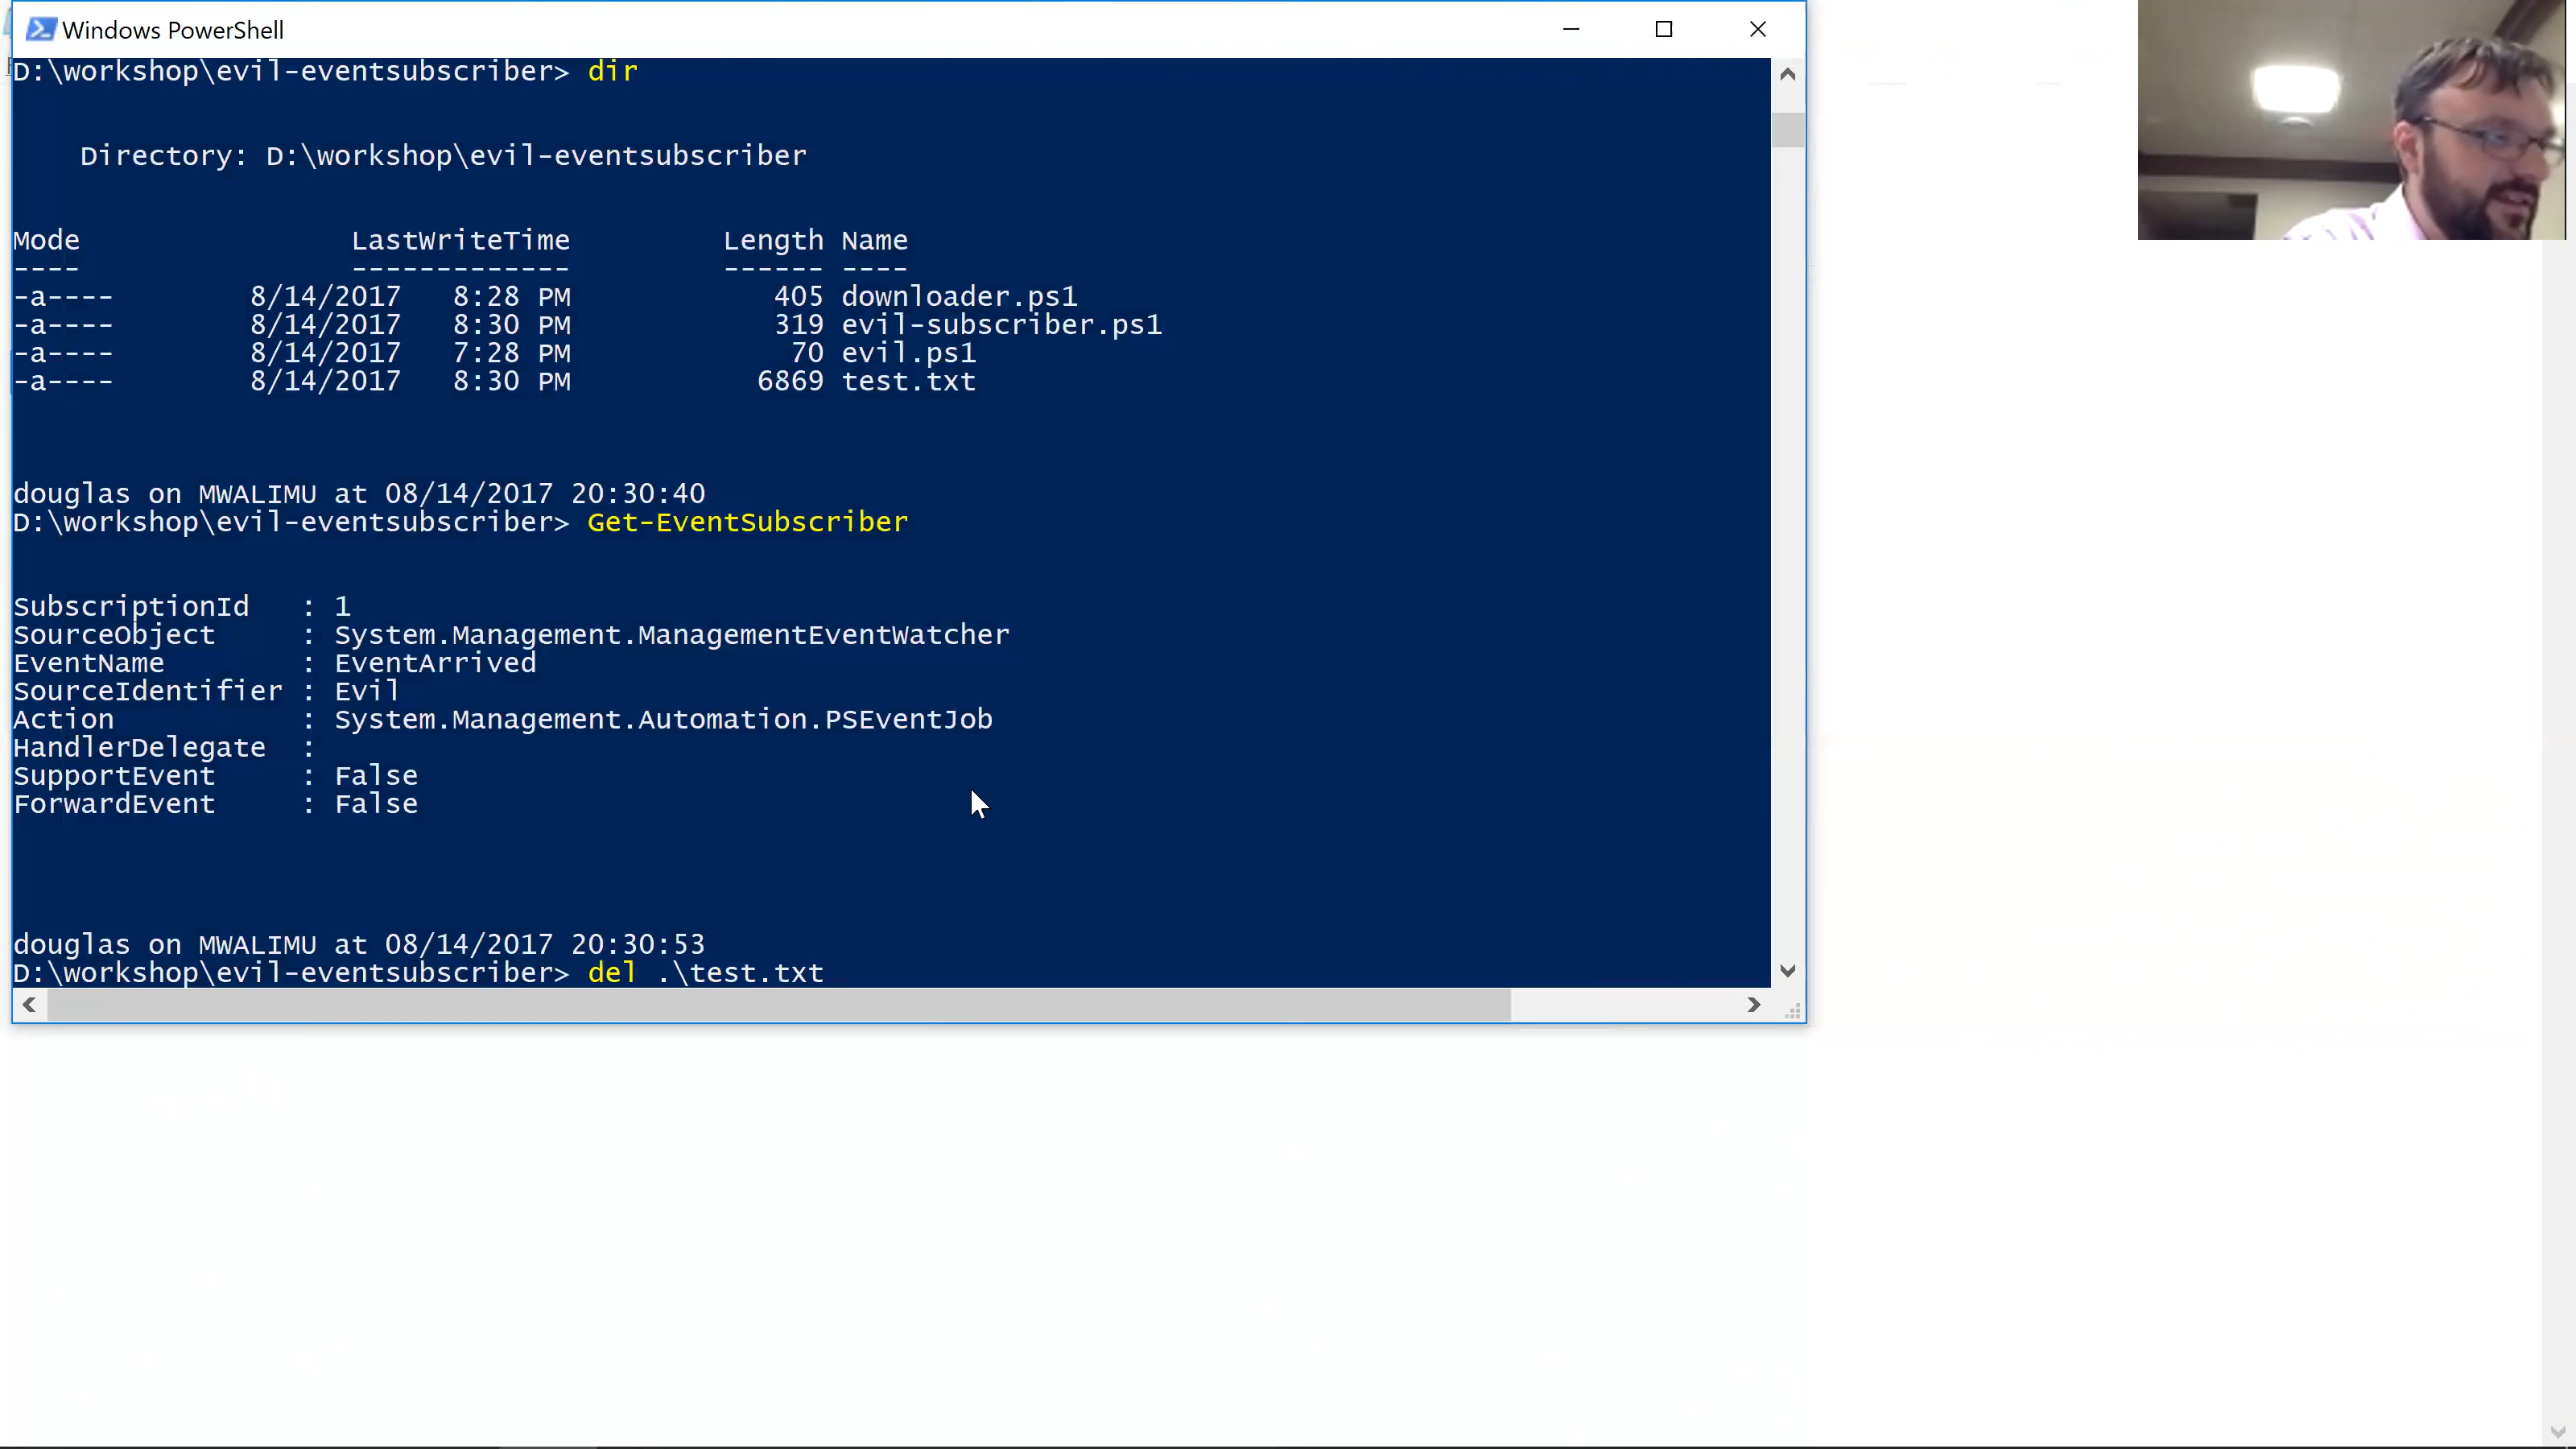 Windows PowerShell
D:\workshop\evil-eventsubscriber> dir
Directory: D:\workshop\evil-eventsubscriber
Mode LastWriteTime Length Name
---- ------------- ------ ----
-a---- 8/14/2017 8:28 PM 405 downloader.ps1
-a---- 8/14/2017 8:30 PM 319 evil-subscriber.ps1
-a---- 8/14/2017 7:28 PM 70 evil.ps1
-a---- 8/14/2017 8:30 PM 6869 test.txt
douglas on MWALIMU at 08/14/2017 20:30:40
D:\workshop\evil-eventsubscriber> Get-EventSubscriber
SubscriptionId : 1
SourceObject : System.Management.ManagementEventWatcher
EventName : EventArrived
SourceIdentifier : Evil
Action : System.Management.Automation.PSEventJob
HandlerDelegate :
SupportEvent : False
ForwardEvent : False
douglas on MWALIMU at 08/14/2017 20:30:53
D:\workshop\evil-eventsubscriber> del .\test.txt